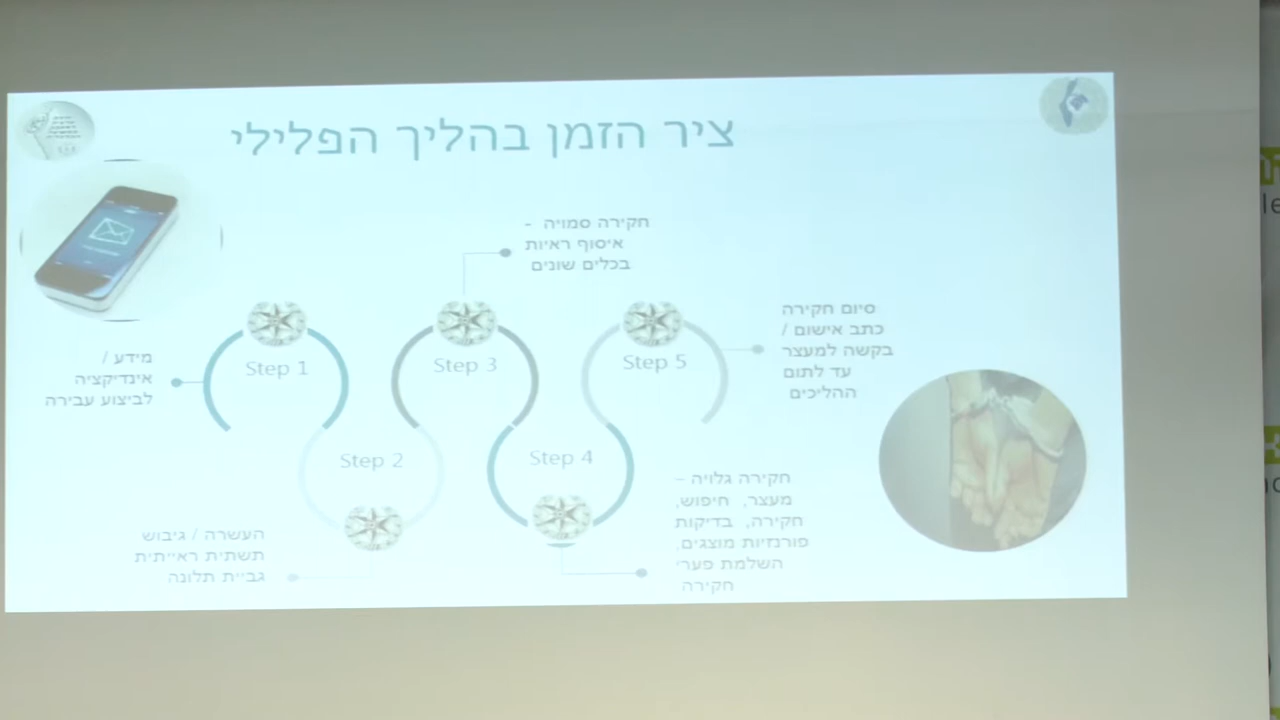 ציר הזמן בהליך הפלילי
Step 1
מידע /
אינדיקציה
לביצוע עבירה
Step 2
העשרה / גיבוש
תשתית ראייתית
גביית תלונה
Step 3
חקירה סמויה -
איסוף ראיות
בכלים שונים
Step 4
חקירה גלויה –
מעצר, חיפוש,
חקירה, בדיקות
פורנזיות מוצגים,
השלמת פערי
חקירה
Step 5
סיום חקירה
כתב אישום /
בקשה למעצר
עד לתום
ההליכים